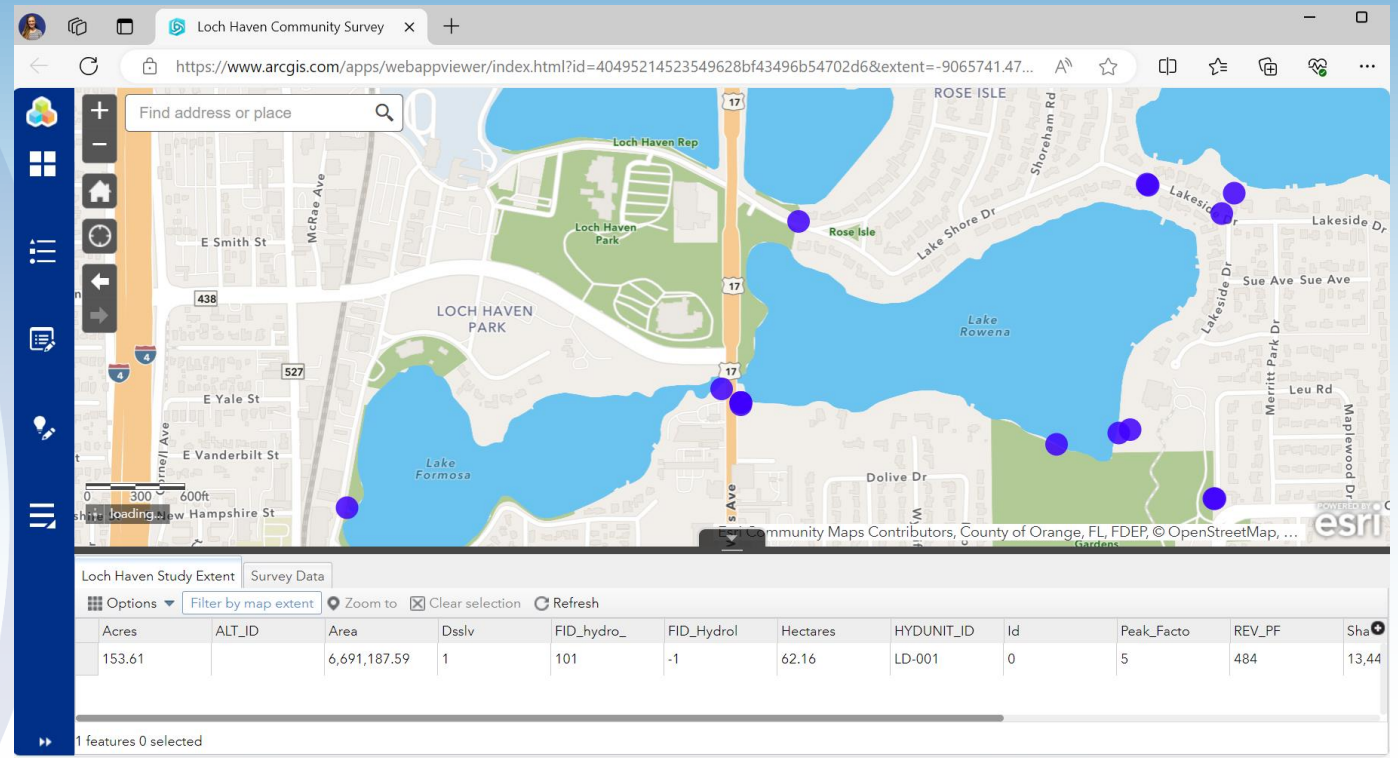 Loch Haven Community Survey
https://www.arcgis.com/apps/webappviewer/index.html?id=40495214523549628bf43496b54702d6&extent=-9065741.47...
Find address or place
17
ROSE ISLE
Shoreham Rd
Loch Haven Rep
McRae Ave
Lakeside Dr
Lakeside Dr
E Smith St
Loch Haven
Park
Rose Isle
Lake Shore Dr
17
Sue Ave Sue Ave
438
LOCH HAVEN
PARK
Lake
Rowena
Lakeside Dr
4
4
527
17
Merritt Park Dr
Leu Rd
E Yale St
Maplewood Dr
Cornell Ave
E Vanderbilt St
Lake
Formosa
Dolive Dr
0 300 600ft
loading...
New Hampshire St
s Ave
POWERED BY
esri
Esri Community Maps Contributors, County of Orange, FL, FDEP, © OpenStreetMap, ...
Gardens
Loch Haven Study Extent Survey Data
Options Filter by map extent Zoom to Clear selection Refresh
Acres ALT_ID Area Dsslv FID_hydro_ FID_Hydrol Hectares HYDUNIT_ID Id Peak_Facto REV_PF Sha
153.61 6,691,187.59 1 101 -1 62.16 LD-001 0 5 484 13,44
1 features 0 selected